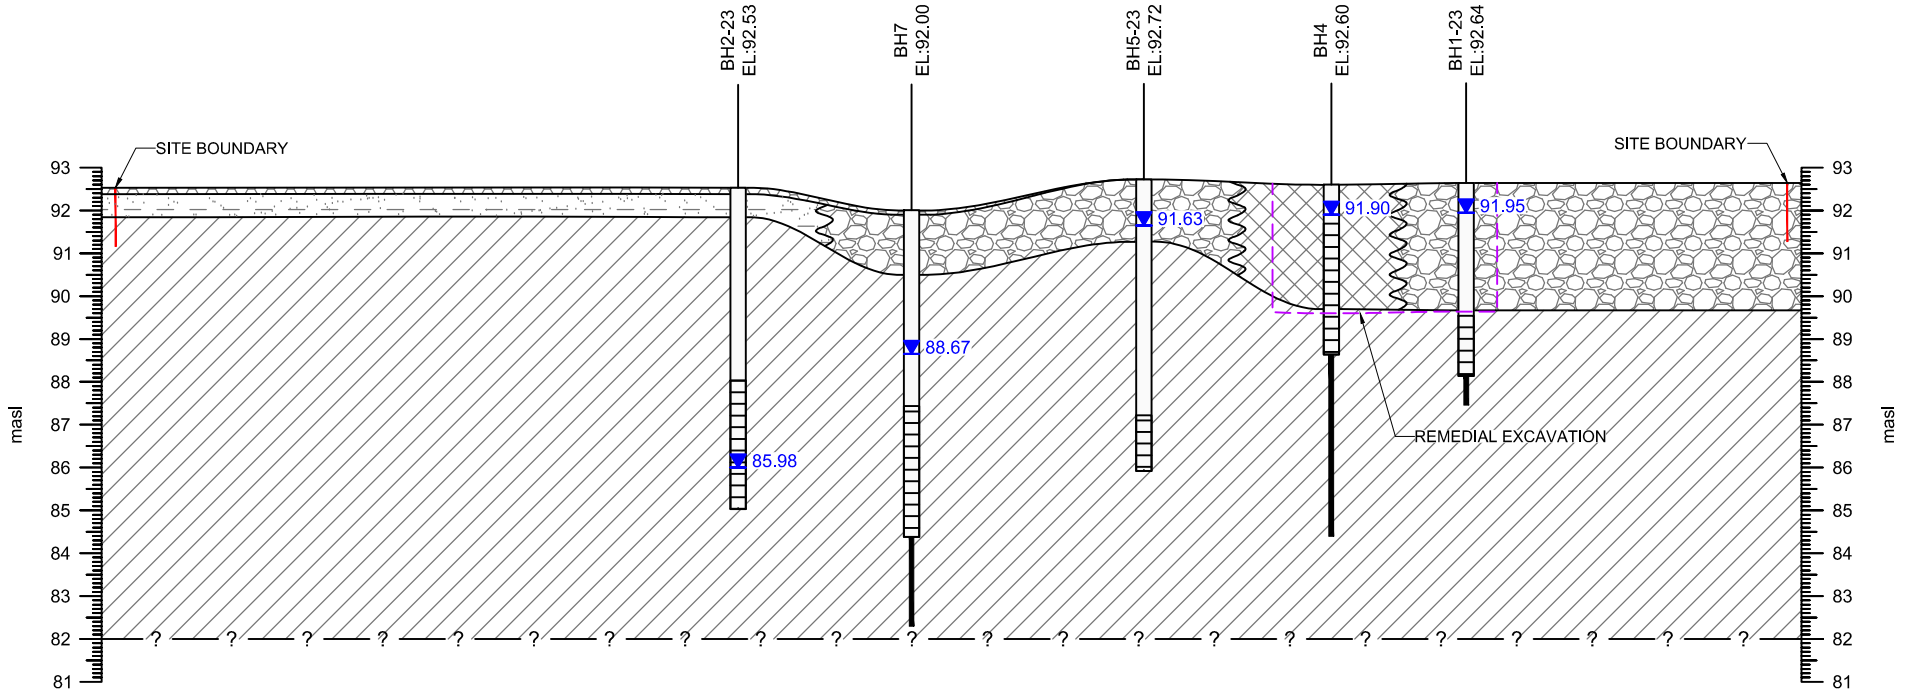 BH2-23
EL:92.53
BH7
EL:92.00
BH5-23
EL:92.72
BH4
EL:92.60
BH1-23
EL:92.64
SITE BOUNDARY
SITE BOUNDARY
93
92
91
90
89
88
87
86
85
84
83
82
81
masl
91.63
91.90
91.95
88.67
85.98
REMEDIAL EXCAVATION
? ? ? ? ? ? ? ? ? ? ? ? ? ? ? ? ? ? ? ? ? ?
93
92
91
90
89
88
87
86
85
84
83
82
81
masl